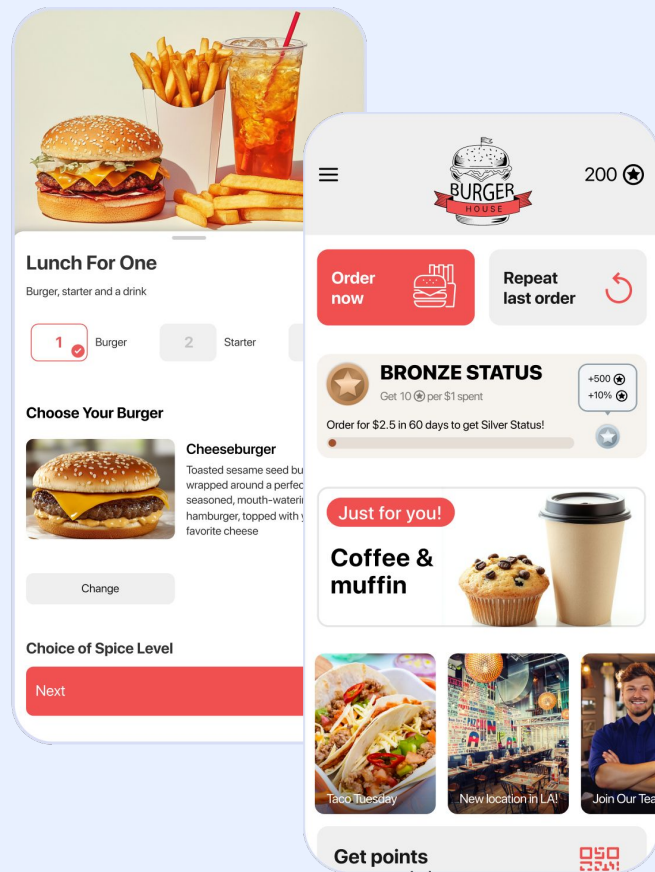 Lunch For One
Burger, starter and a drink
1
Burger
2
Starter
Choose Your Burger
Cheeseburger
Toasted sesame seed bu
wrapped around a perfec
seasoned, mouth-waterin
hamburger, topped with y
favorite cheese
Change
Choice of Spice Level
Next
BURGER
HOUSE
200
Order
now
Repeat
last order
BRONZE STATUS
Get 10 per $1 spent
+500
+10%
Order for $2.5 in 60 days to get Silver Status!
Just for you!
Coffee &
muffin
Taco Tuesday
New location in LA!
Join Our Tea
Get points